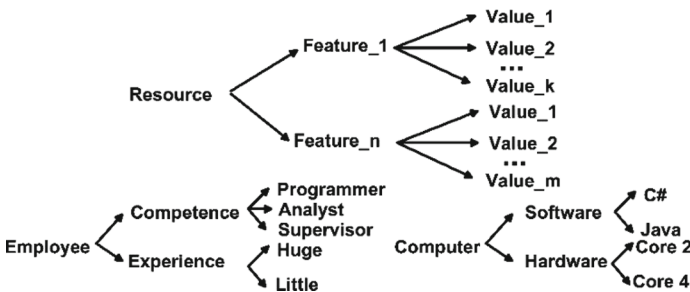 Resource
Feature_1
Value_1
Value_2
...
Value_k
Feature_n
Value_1
Value_2
...
Value_m
Employee
Competence
Programmer
Analyst
Supervisor
Experience
Huge
Little
Computer
Software
C#
Java
Hardware
Core 2
Core 4